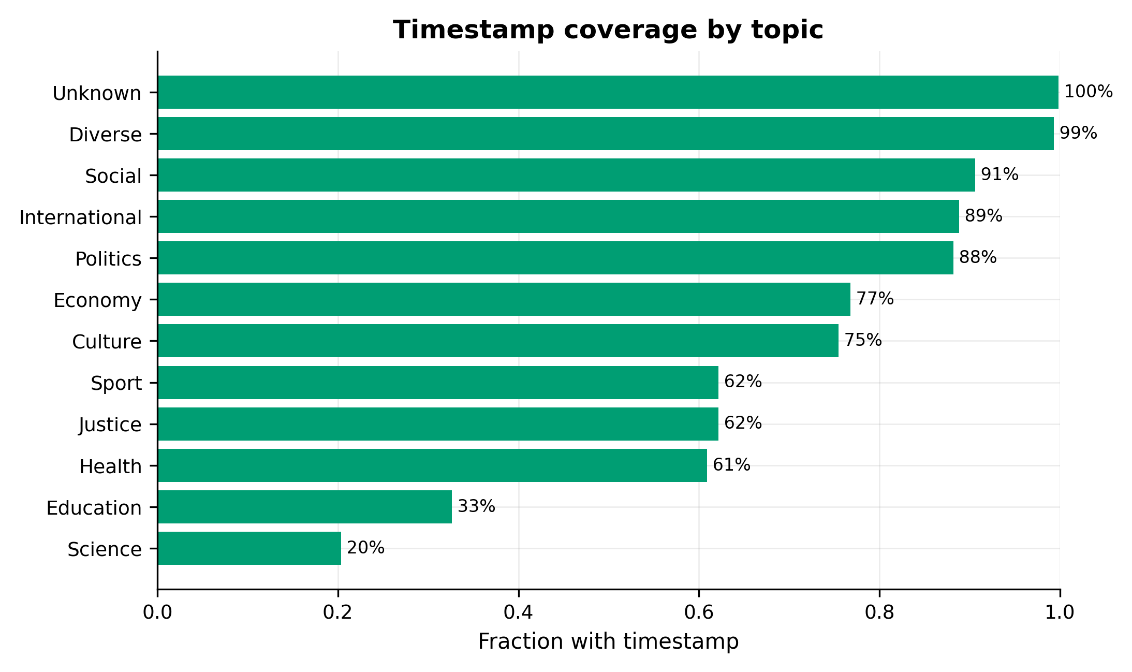 Timestamp coverage by topic
Unknown 100%
Diverse 99%
Social 91%
International 89%
Politics 88%
Economy 77%
Culture 75%
Sport 62%
Justice 62%
Health 61%
Education 33%
Science 20%
0.0 0.2 0.4 0.6 0.8 1.0
Fraction with timestamp